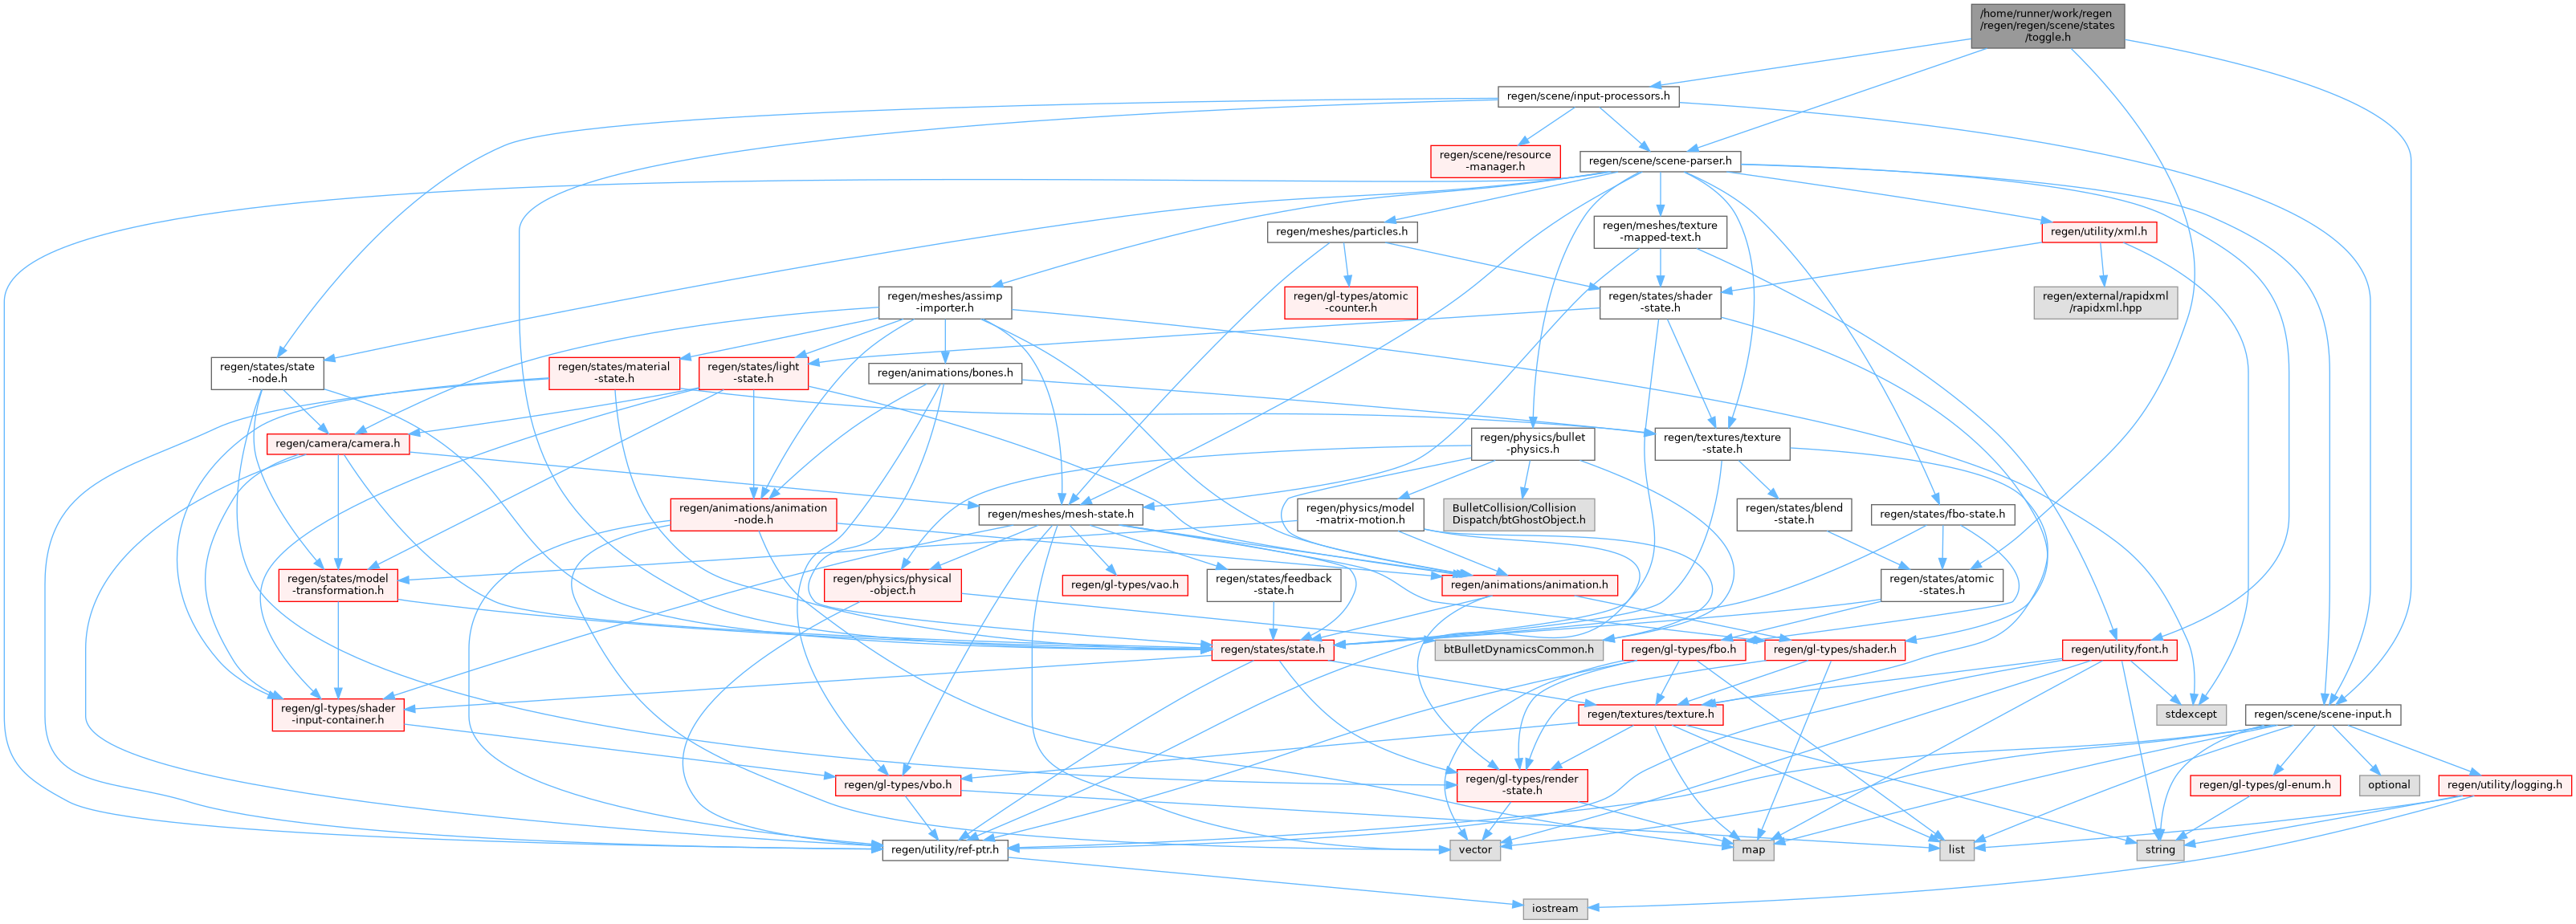 /home/runner/work/regen
/regen/regen/scene/states
/toggle.h
regen/scene/input-processors.h
regen/scene/resource
-manager.h
regen/scene/scene-parser.h
regen/meshes/particles.h
regen/meshes/texture
-mapped-text.h
regen/utility/xml.h
regen/meshes/assimp
-importer.h
regen/gl-types/atomic
-counter.h
regen/states/shader
-state.h
regen/external/rapidxml
/rapidxml.hpp
regen/states/state
-node.h
regen/states/material
-state.h
regen/states/light
-state.h
regen/animations/bones.h
regen/camera/camera.h
regen/physics/bullet
-physics.h
regen/textures/texture
-state.h
regen/animations/animation
-node.h
regen/meshes/mesh-state.h
regen/physics/model
-matrix-motion.h
BulletCollision/Collision
Dispatch/btGhostObject.h
regen/states/blend
-state.h
regen/states/fbo-state.h
regen/states/model
-transformation.h
regen/physics/physical
-object.h
regen/gl-types/vao.h
regen/states/feedback
-state.h
regen/animations/animation.h
regen/states/atomic
-states.h
regen/states/state.h
btBulletDynamicsCommon.h
regen/gl-types/fbo.h
regen/gl-types/shader.h
regen/utility/font.h
regen/gl-types/shader
-input-container.h
regen/textures/texture.h
stdexcept
regen/scene/scene-input.h
regen/gl-types/vbo.h
regen/gl-types/render
-state.h
regen/gl-types/gl-enum.h
optional
regen/utility/logging.h
regen/utility/ref-ptr.h
vector
map
list
string
iostream